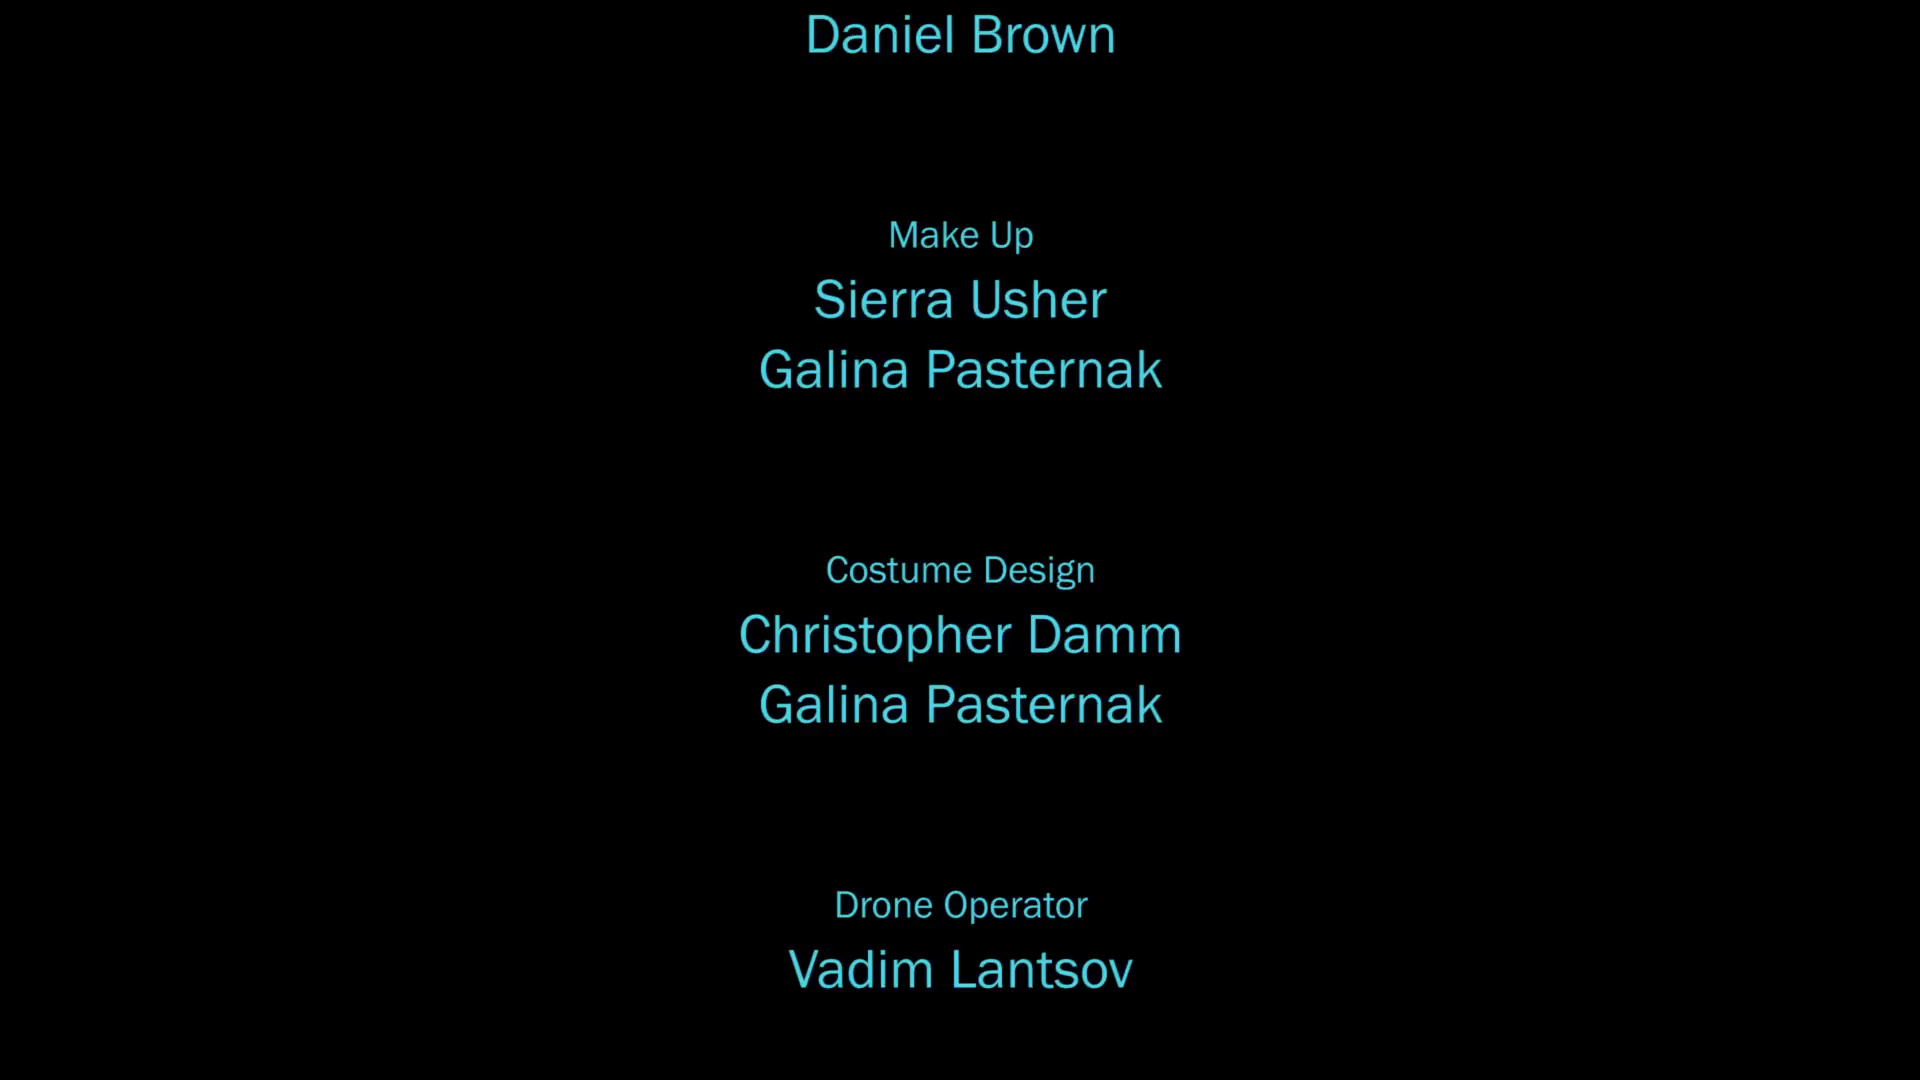 Daniel Brown
Make Up
Sierra Usher
Galina Pasternak
Costume Design
Christopher Damm
Galina Pasternak
Drone Operator
Vadim Lantsov